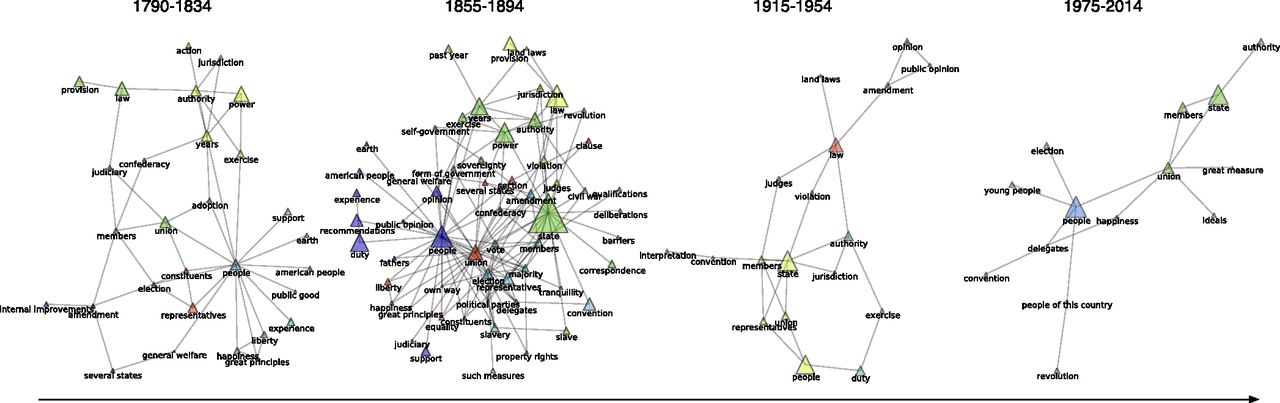 1790-1834
1855-1894
1915-1954
1975-2014
action
jurisdiction
provision
law
authority
power
years
confederacy
exercise
judiciary
adoption
support
union
members
earth
constituents
people
american people
election
public good
internal improvements
amendment
representatives
experience
liberty
general welfare
happiness
great principles
several states
past year
land laws
provision
jurisdiction
law
years
revolution
exercise
self-government
authority
power
clause
earth
sovereignty
violation
form of government
american people
general welfare
section
judges
several states
experience
opinion
amendment
civil war
qualifications
confederacy
deliberations
state
public opinion
recommendations
duty
people
vote
members
barriers
fathers
union
majority
correspondence
election
liberty
own way
representatives
tranquillity
happiness
political parties
great principles
delegates
convention
constituents
equality
slavery
slave
judiciary
support
property rights
such measures
opinion
public opinion
land laws
amendment
law
judges
violation
authority
interpretation
convention
members
state
jurisdiction
exercise
representatives
union
people
duty
authority
state
members
election
union
great measure
young people
people
happiness
ideals
delegates
convention
people of this country
revolution